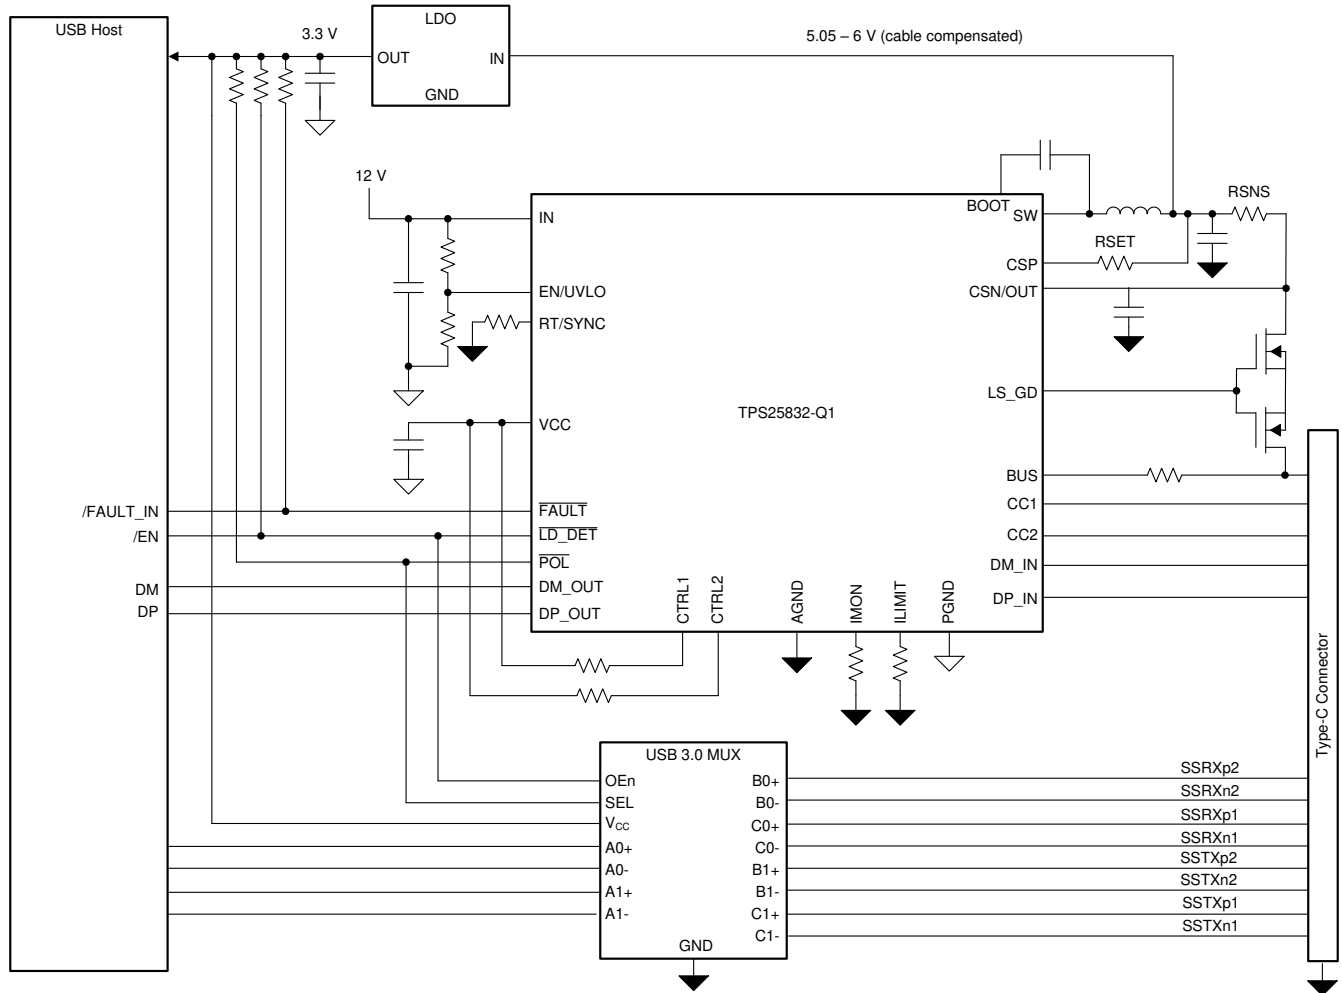 USB Host
LDO
3.3 V
OUT
IN
GND
5.05 – 6 V (cable compensated)
12 V
BOOT
SW
RSNS
CSP
RSET
CSN/OUT
IN
EN/UVLO
RT/SYNC
LS_GD
TPS25832-Q1
VCC
BUS
CC1
CC2
DM_IN
DP_IN
/FAULT_IN
/EN
DM
DP
FAULT
LD_DET
POL
DM_OUT
DP_OUT
CTRL1
CTRL2
AGND
IMON
ILIMIT
PGND
Type-C Connector
USB 3.0 MUX
OEn
SEL
VCC
A0+
A0-
A1+
A1-
GND
B0+
B0-
C0+
C0-
B1+
B1-
C1+
C1-
SSRXp2
SSRXn2
SSRXp1
SSRXn1
SSTXp2
SSTXn2
SSTXp1
SSTXn1